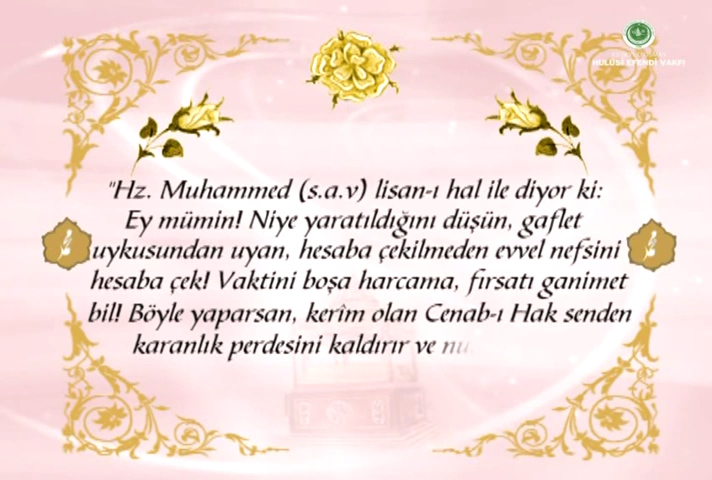 HULÛSİ EFENDİ VAKFI
"Hz. Muhammed (s.a.v) lisan-ı hal ile diyor ki:
Ey mümin! Niye yaratıldığını düşün, gaflet
uykusundan uyan, hesaba çekilmeden evvel nefsini
hesaba çek! Vaktini boşa harcama, fırsatı ganimet
bil! Böyle yaparsan, kerîm olan Cenab-ı Hak senden
karanlık perdesini kaldırır ve nu